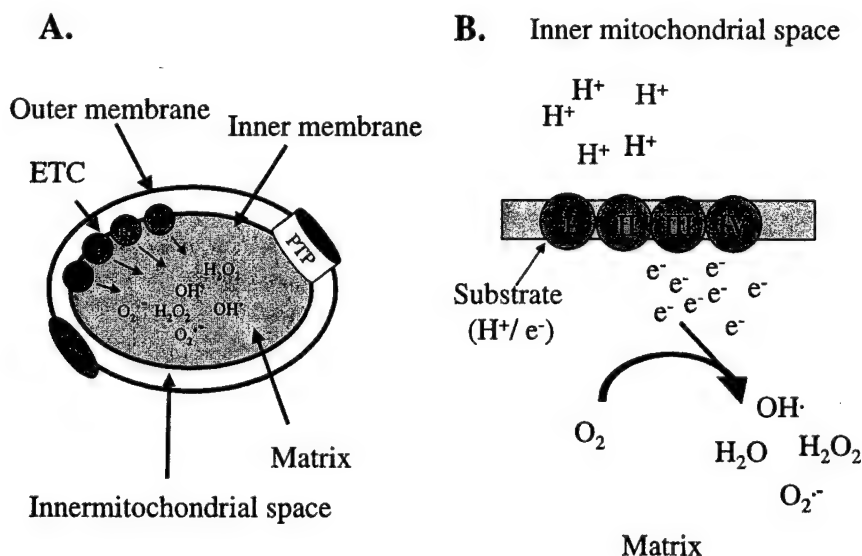 A.
Outer membrane
Inner membrane
ETC
PTP
H₂O₂
OH·
O₂·⁻ H₂O₂ OH·
O₂·⁻
Matrix
Innermitochondrial space
B.
Inner mitochondrial space
H⁺
H⁺
H⁺
H⁺
H⁺
I II III IV
Substrate
(H⁺/ e⁻)
e⁻
e⁻
e⁻
e⁻
e⁻
e⁻
e⁻
e⁻
O₂
OH·
H₂O H₂O₂
O₂·⁻
Matrix